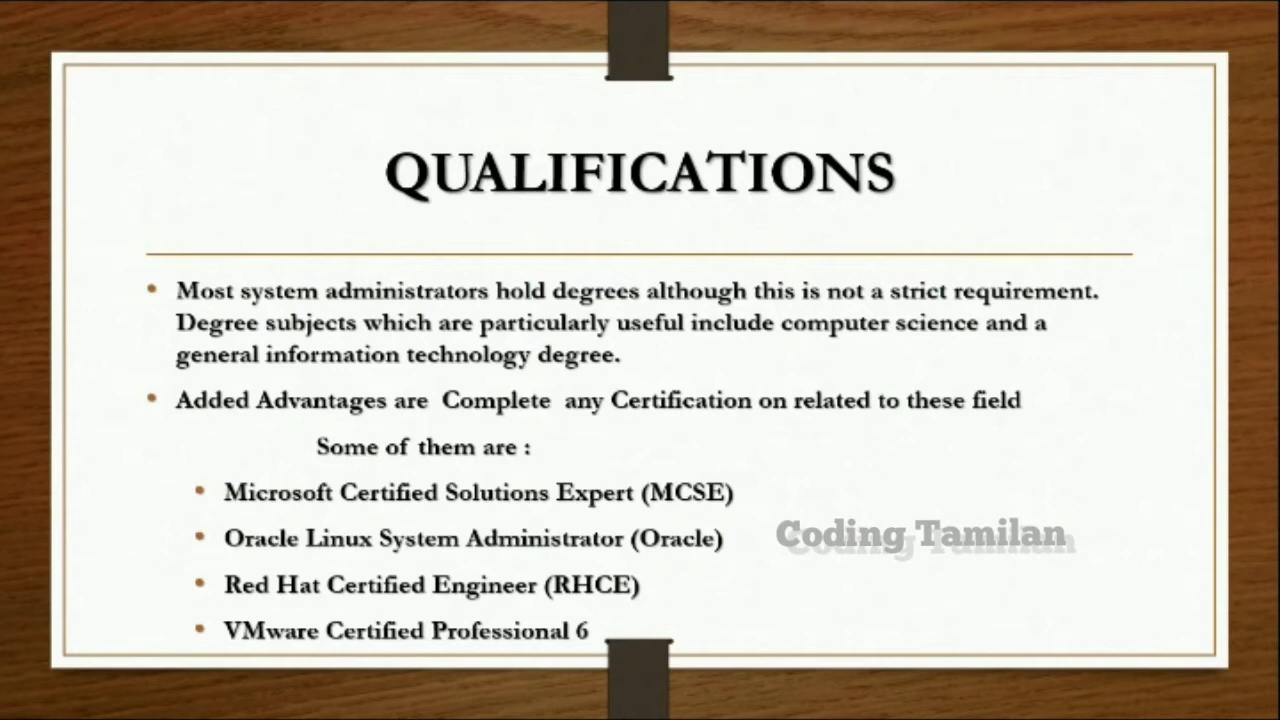 QUALIFICATIONS
• Most system administrators hold degrees although this is not a strict requirement.
Degree subjects which are particularly useful include computer science and a
general information technology degree.
• Added Advantages are Complete any Certification on related to these field
Some of them are :
• Microsoft Certified Solutions Expert (MCSE)
• Oracle Linux System Administrator (Oracle)
Coding Tamilan
• Red Hat Certified Engineer (RHCE)
• VMware Certified Professional 6